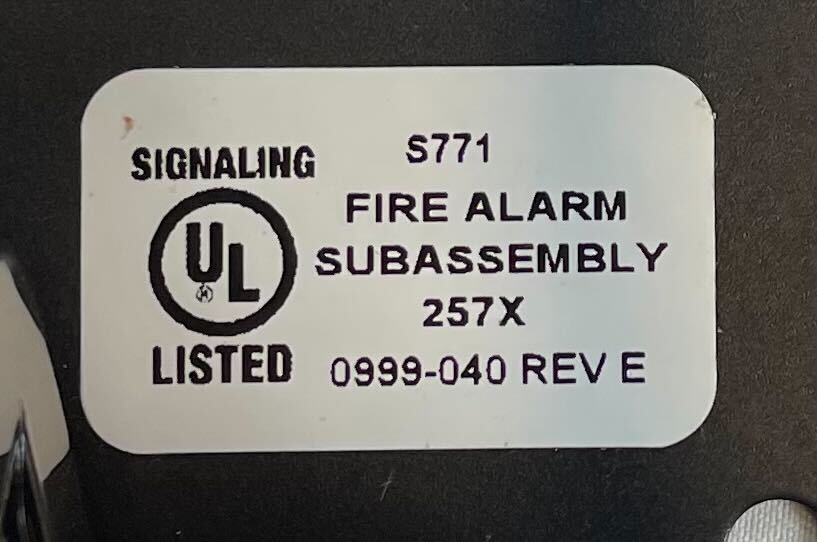 SIGNALING
UL
LISTED
S771
FIRE ALARM
SUBASSEMBLY
257X
0999-040 REV E